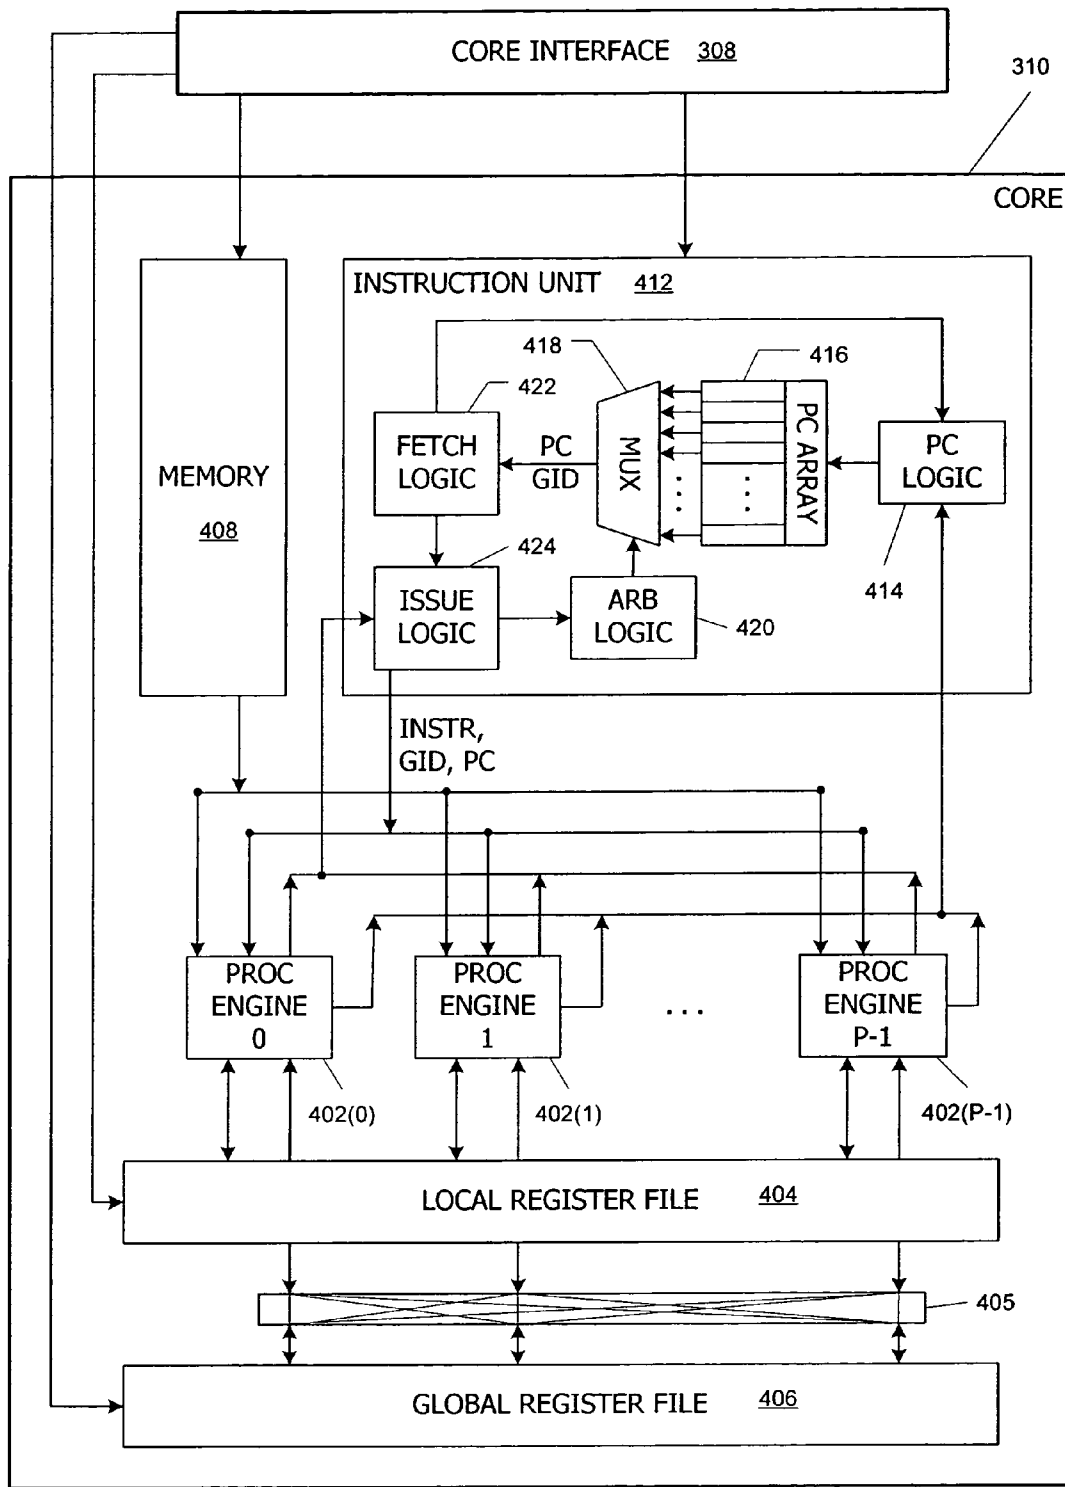 CORE INTERFACE 308
310
CORE
INSTRUCTION UNIT 412
418
416
422
FETCH
LOGIC
PC
GID
MUX
PC ARRAY
PC
LOGIC
MEMORY
408
424
414
ISSUE
LOGIC
ARB
LOGIC
420
INSTR,
GID, PC
PROC
ENGINE
0
PROC
ENGINE
1
. . .
PROC
ENGINE
P-1
402(0)
402(1)
402(P-1)
LOCAL REGISTER FILE 404
405
GLOBAL REGISTER FILE 406